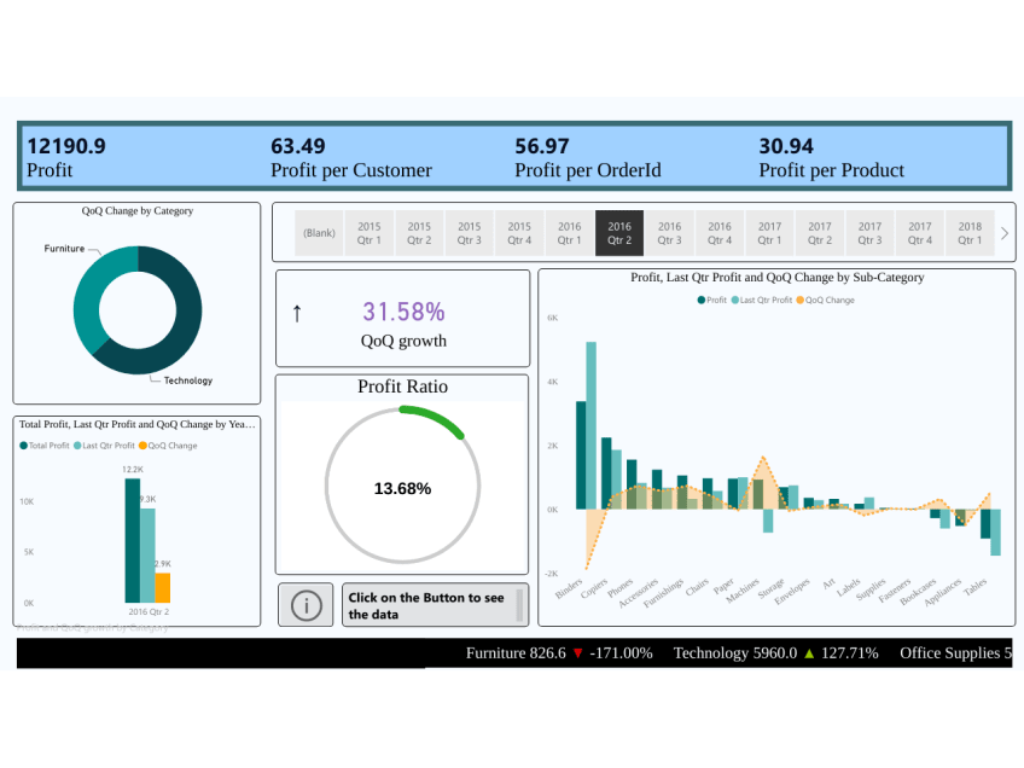 12190.9
Profit
63.49
Profit per Customer
56.97
Profit per OrderId
30.94
Profit per Product
QoQ Change by Category
Furniture
Technology
(Blank)
2015
Qtr 1
2015
Qtr 2
2015
Qtr 3
2015
Qtr 4
2016
Qtr 1
2016
Qtr 2
2016
Qtr 3
2016
Qtr 4
2017
Qtr 1
2017
Qtr 2
2017
Qtr 3
2017
Qtr 4
2018
Qtr 1
↑
31.58%
QoQ growth
Profit Ratio
13.68%
Click on the Button to see
the data
Total Profit, Last Qtr Profit and QoQ Change by Yea…
Total Profit Last Qtr Profit QoQ Change
12.2K
9.3K
2.9K
10K
5K
0K
2016 Qtr 2
Profit and QoQ growth by Category
Profit, Last Qtr Profit and QoQ Change by Sub-Category
Profit Last Qtr Profit QoQ Change
6K
4K
2K
0K
-2K
Binders
Copiers
Phones
Accessories
Furnishings
Chairs
Paper
Machines
Storage
Envelopes
Art
Labels
Supplies
Fasteners
Bookcases
Appliances
Tables
Furniture 826.6 ▼ -171.00% Technology 5960.0 ▲ 127.71% Office Supplies 5